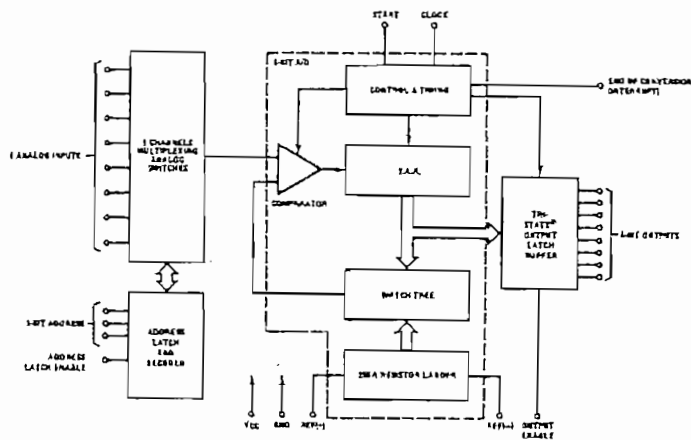 START
CLOCK
8-BIT A/D
CONTROL & TIMING
END OF CONVERSION
(INTERRUPT)
8 ANALOG INPUTS
8 CHANNELS
MULTIPLEXING
ANALOG
SWITCHES
COMPARATOR
S.A.R.
TRI-
STATE®
OUTPUT
LATCH
BUFFER
8-BIT OUTPUTS
SWITCH TREE
3-BIT ADDRESS
ADDRESS
LATCH ENABLE
ADDRESS
LATCH
AND
DECODER
256R RESISTOR LADDER
VCC
GND
REF(+)
REF(-)
OUTPUT
ENABLE